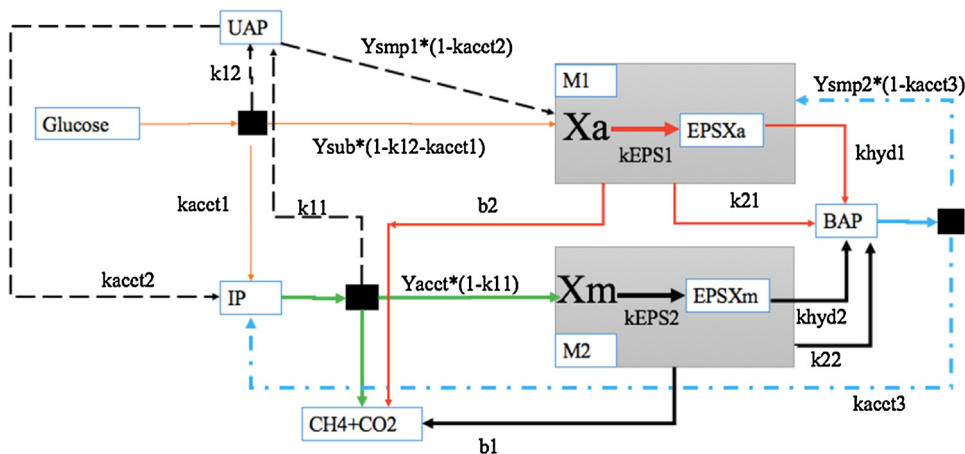 UAP
Ysmp1*(1-kacct2)
k12
M1
Ysmp2*(1-kacct3)
Glucose
Xa
EPSXa
Ysub*(1-k12-kacct1)
kEPS1
khyd1
kacct1
k11
b2
k21
BAP
kacct2
IP
Yacct*(1-k11)
Xm
EPSXm
kEPS2
khyd2
M2
k22
kacct3
CH4+CO2
b1